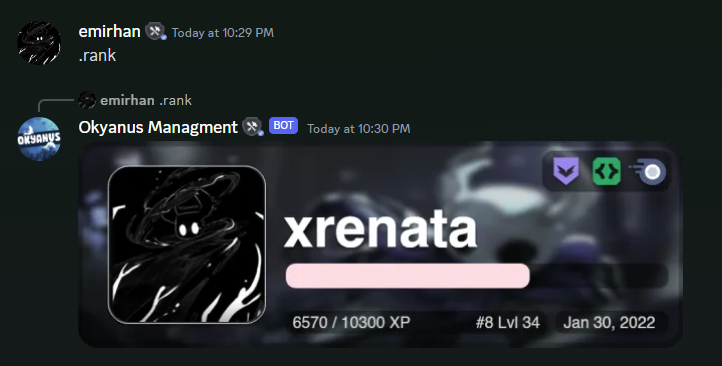 emirhan Today at 10:29 PM
.rank
emirhan .rank
OKYANUS
Okyanus Managment BOT Today at 10:30 PM
xrenata
6570 / 10300 XP #8 Lvl 34 Jan 30, 2022